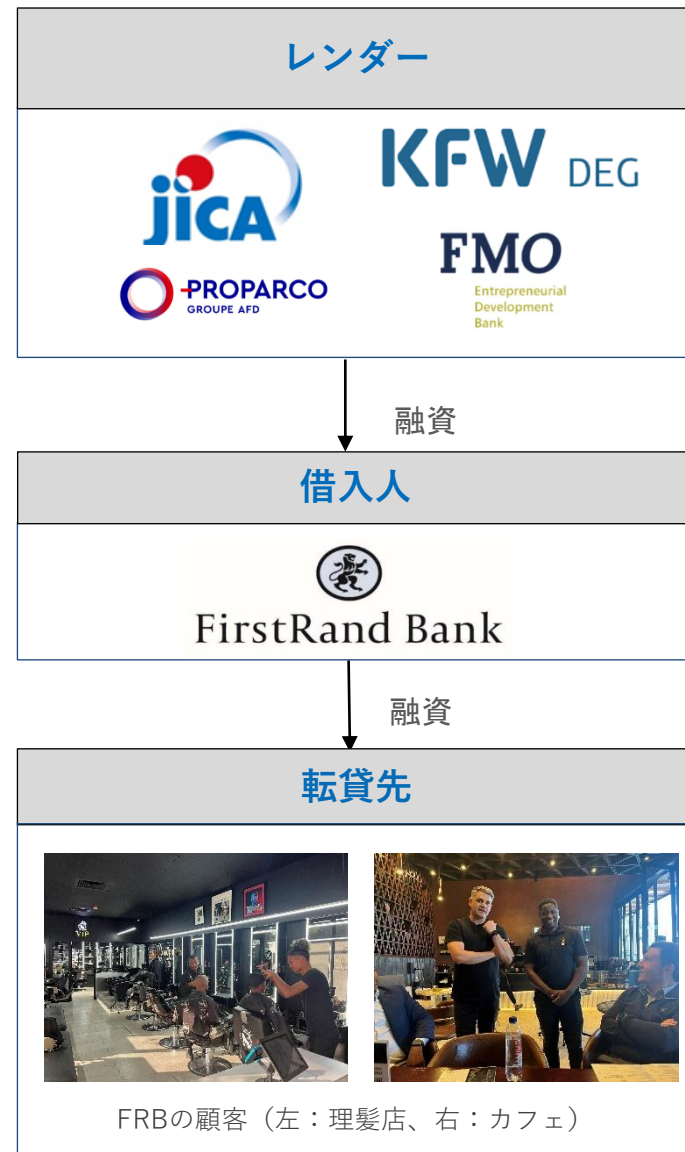 レンダー
jica
KFW DEG
PROPARCO
GROUPE AFD
FMO
Entrepreneurial
Development
Bank
融資
借入人
FirstRand Bank
融資
転貸先
VIP
FRBの顧客（左：理髪店、右：カフェ）